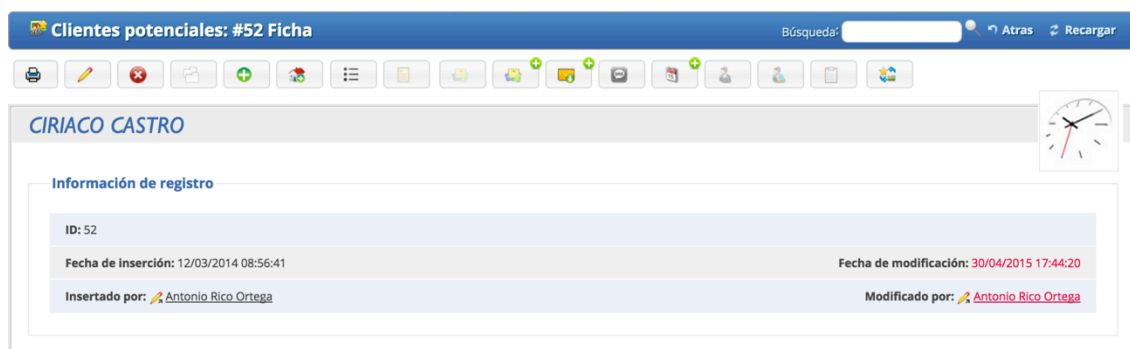 Clientes potenciales: #52 Ficha
Búsqueda: Atras Recargar
CIRIACO CASTRO
Información de registro
ID: 52
Fecha de inserción: 12/03/2014 08:56:41 Fecha de modificación: 30/04/2015 17:44:20
Insertado por: Antonio Rico Ortega Modificado por: Antonio Rico Ortega